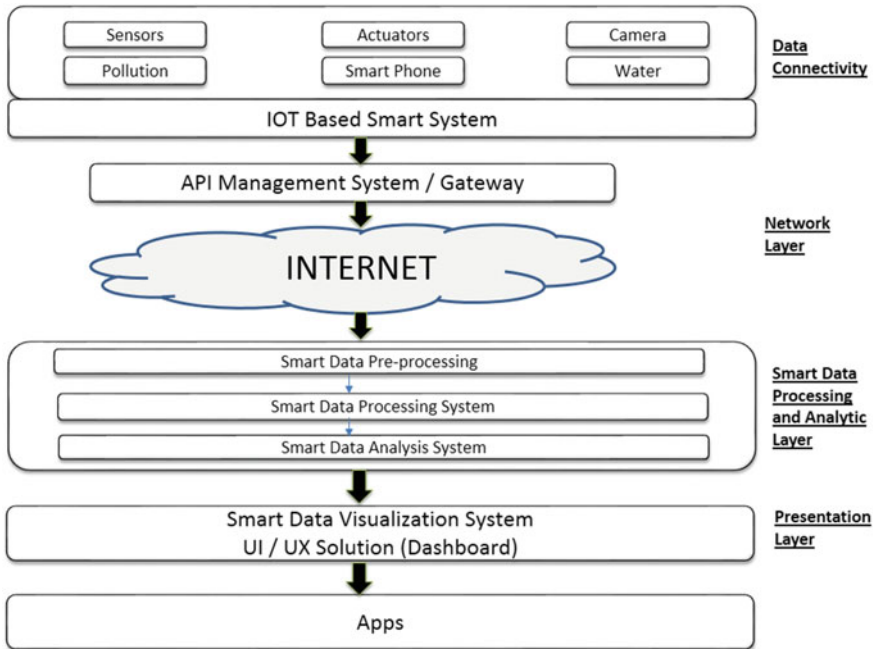 Sensors
Actuators
Camera
Pollution
Smart Phone
Water
Data
Connectivity
IOT Based Smart System
API Management System / Gateway
Network
Layer
INTERNET
Smart Data Pre-processing
Smart Data Processing System
Smart Data Analysis System
Smart Data
Processing
and Analytic
Layer
Smart Data Visualization System
UI / UX Solution (Dashboard)
Presentation
Layer
Apps